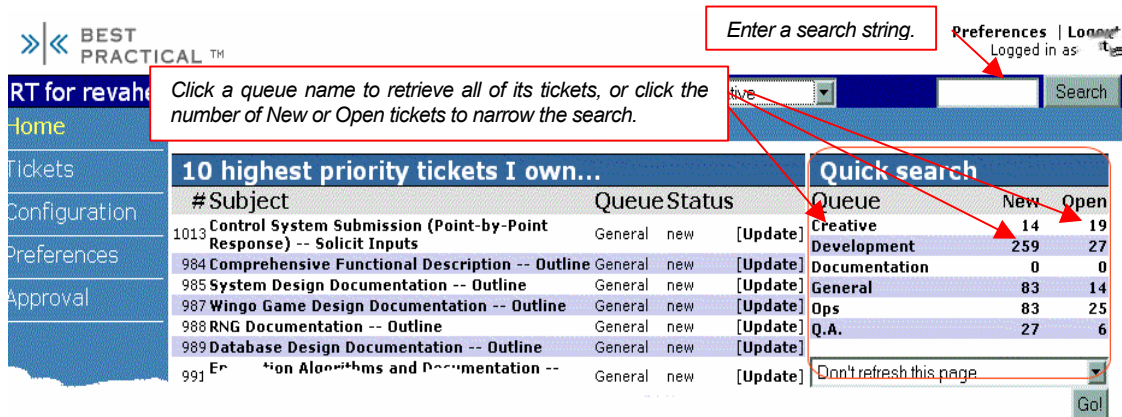 BEST
PRACTICAL ™
Enter a search string.
Preferences | Logout
Logged in as
RT for
Click a queue name to retrieve all of its tickets, or click the
number of New or Open tickets to narrow the search.
Search
Home
Tickets
Configuration
Preferences
Approval
10 highest priority tickets I own...
# Subject Queue Status
1013 Control System Submission (Point-by-Point
Response) -- Solicit Inputs General new [Update]
984 Comprehensive Functional Description -- Outline General new [Update]
985 System Design Documentation -- Outline General new [Update]
987 Wingo Game Design Documentation -- Outline General new [Update]
988 RNG Documentation -- Outline General new [Update]
989 Database Design Documentation -- Outline General new [Update]
991 Algorithms and -- General new [Update]
Quick search
Queue New Open
Creative 14 19
Development 259 27
Documentation 0 0
General 83 14
Ops 83 25
Q.A. 27 6
Don't refresh this page
Go!